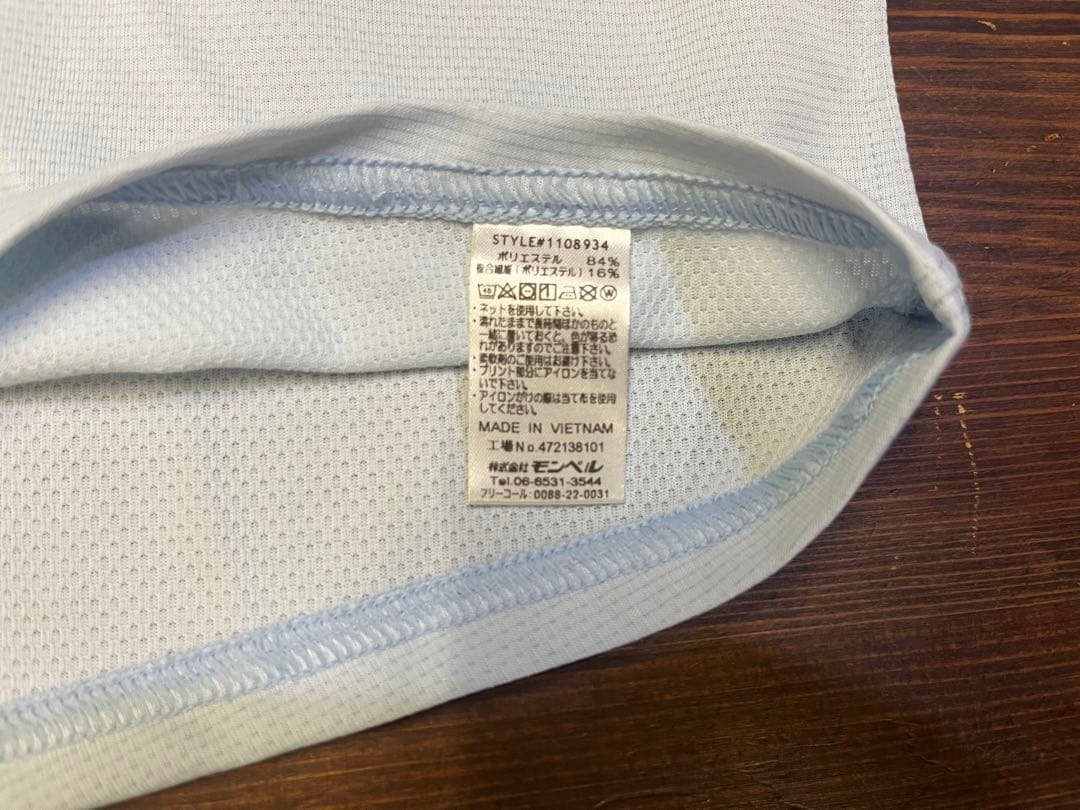 STYLE#1108934
ポリエステル 84%
複合繊維(ポリエステル)16%
・ネットを使用して下さい。
・濡れたままで長時間ほかのものと
一緒に置いておくと、色が移る恐
れがありますのでご注意下さい。
・柔軟剤のご使用はお避け下さい。
・プリント部分にアイロンを当てな
いで下さい。
・アイロンがけの際は当て布を使用
してください。
MADE IN VIETNAM
工場No.472138101
株式会社 モンベル
Tel.06-6531-3544
フリーコール:0088-22-0031